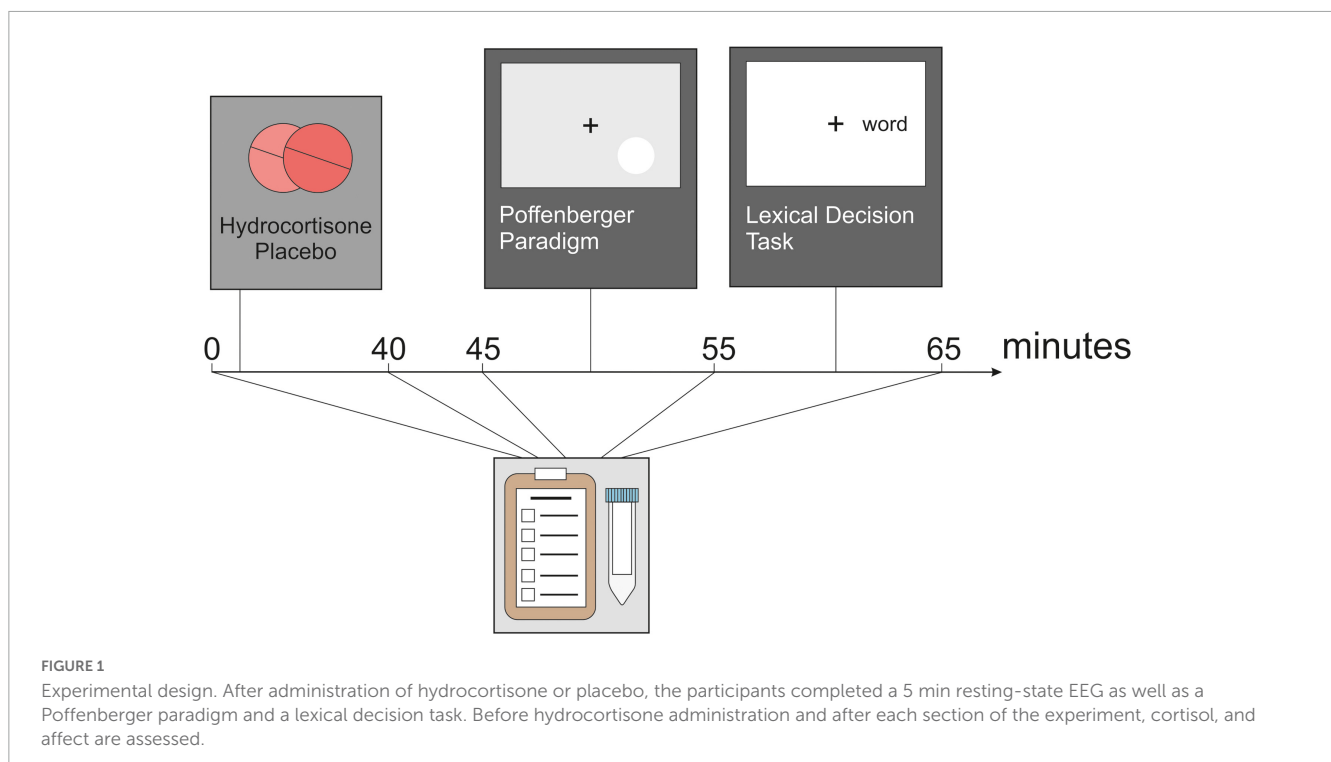 Hydrocortisone
Placebo
+
Poffenberger
Paradigm
+ word
Lexical Decision
Task
0 40 45 55 65 minutes
FIGURE 1
Experimental design. After administration of hydrocortisone or placebo, the participants completed a 5 min resting-state EEG as well as a
Poffenberger paradigm and a lexical decision task. Before hydrocortisone administration and after each section of the experiment, cortisol, and
affect are assessed.